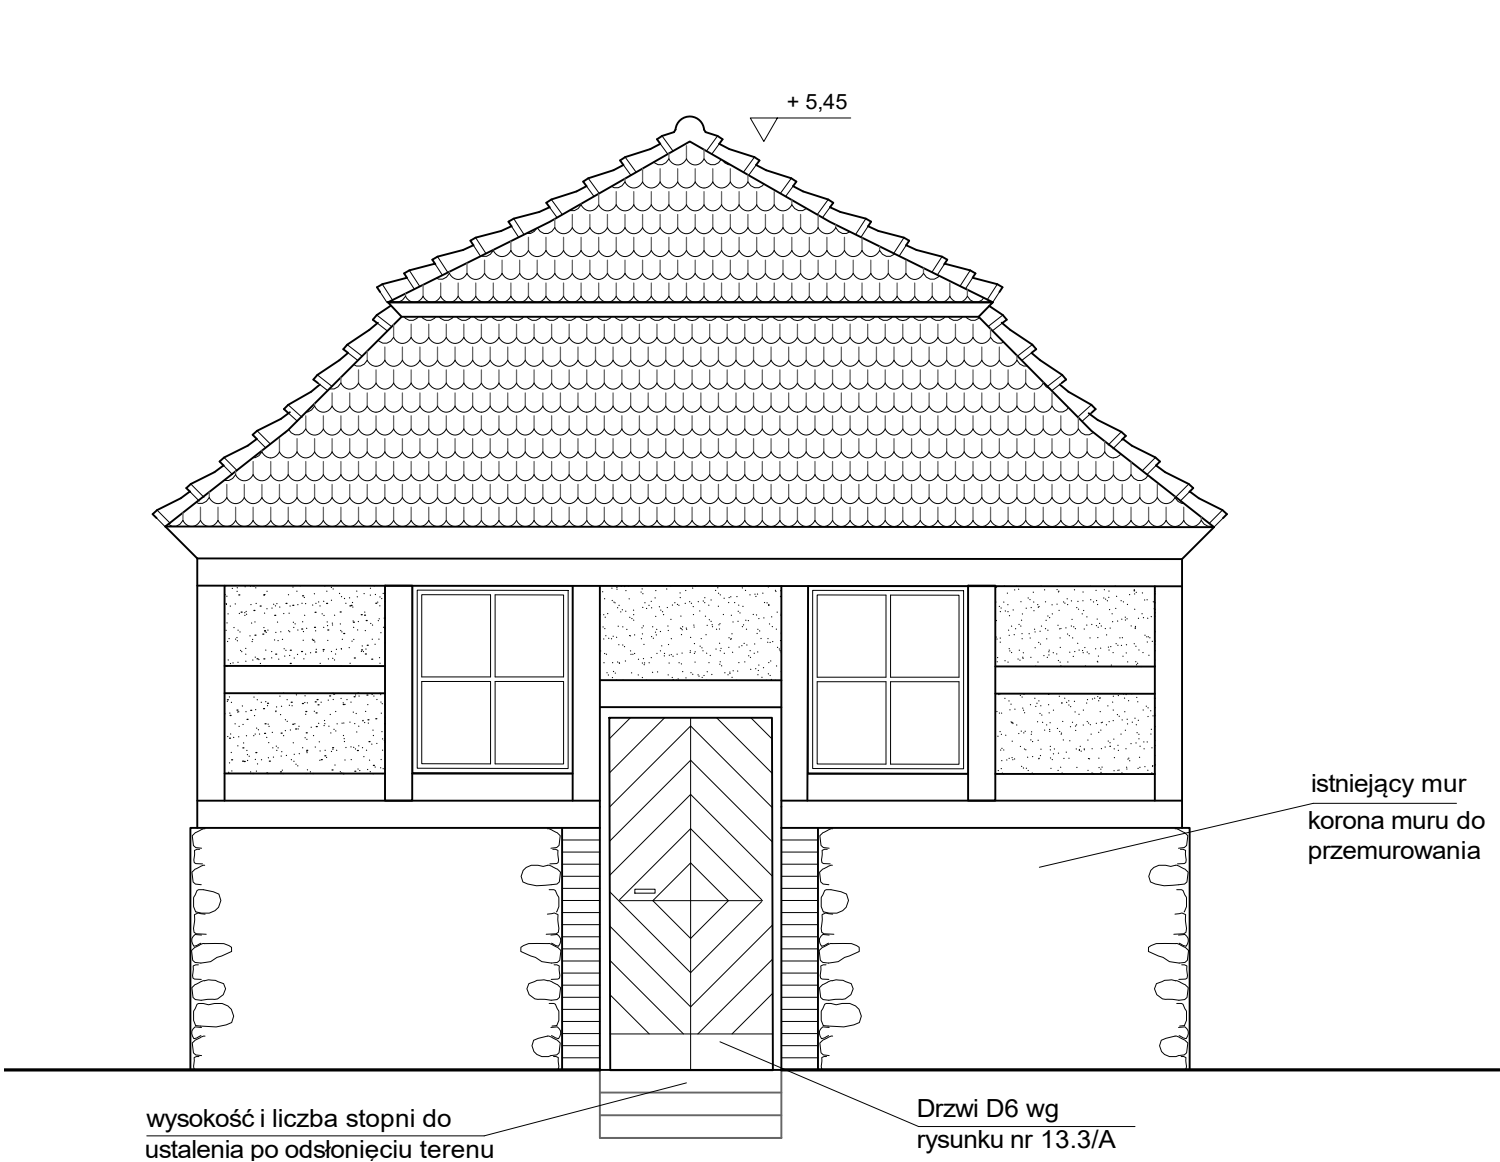 + 5,45
istniejący mur
korona muru do
przemurowania
wysokość i liczba stopni do
ustalenia po odsłonięciu terenu
Drzwi D6 wg
rysunku nr 13.3/A